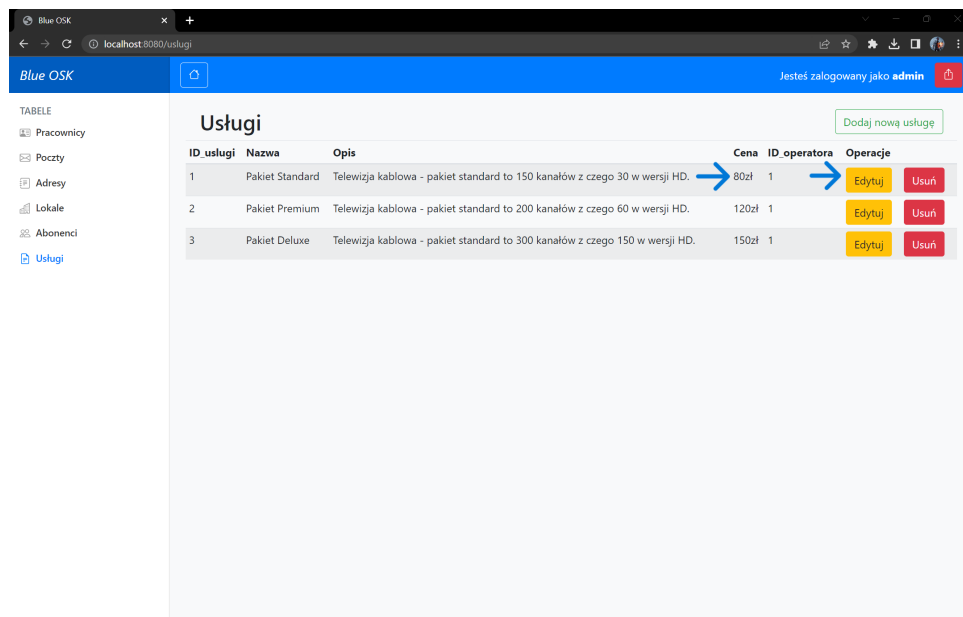 Blue OSK
localhost:8080/uslugi
Blue OSK
Jesteś zalogowany jako admin
TABELE
Pracownicy
Poczty
Adresy
Lokale
Abonenci
Usługi
Usługi
Dodaj nową usługę
ID_uslugi Nazwa Opis Cena ID_operatora Operacje
1 Pakiet Standard Telewizja kablowa - pakiet standard to 150 kanałów z czego 30 w wersji HD. 80zł 1 Edytuj Usuń
2 Pakiet Premium Telewizja kablowa - pakiet standard to 200 kanałów z czego 60 w wersji HD. 120zł 1 Edytuj Usuń
3 Pakiet Deluxe Telewizja kablowa - pakiet standard to 300 kanałów z czego 150 w wersji HD. 150zł 1 Edytuj Usuń